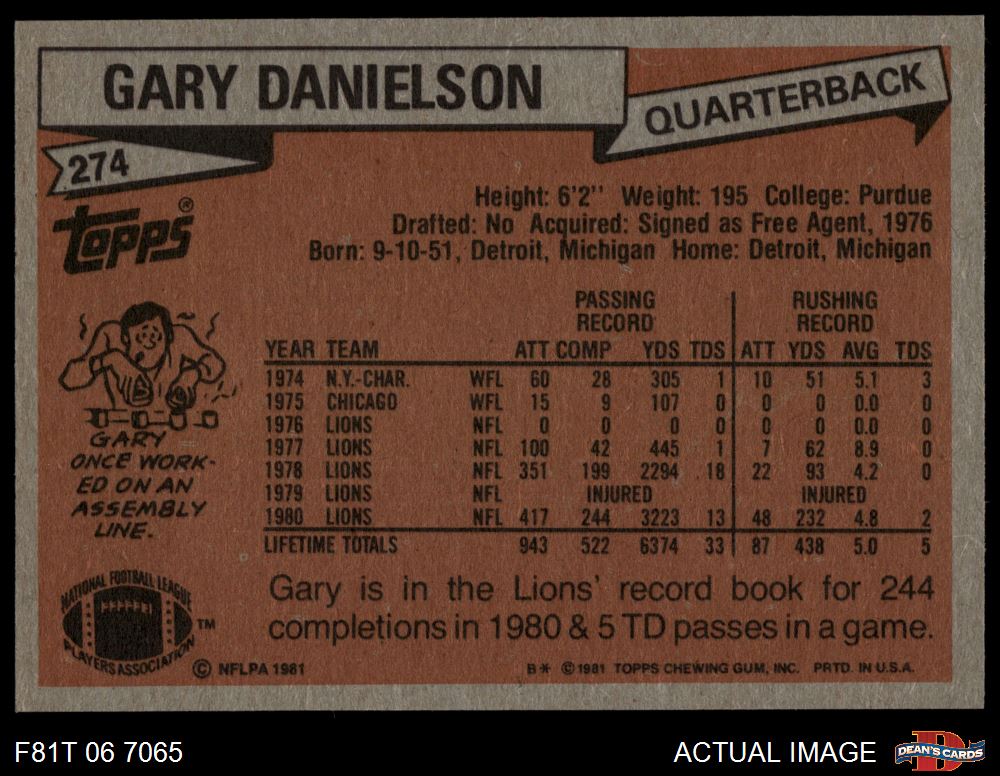 GARY DANIELSON
QUARTERBACK
274
Topps®
Height: 6'2'' Weight: 195 College: Purdue
Drafted: No Acquired: Signed as Free Agent, 1976
Born: 9-10-51, Detroit, Michigan Home: Detroit, Michigan
PASSING RECORD RUSHING RECORD
YEAR TEAM ATT COMP YDS TDS ATT YDS AVG TDS
1974 N.Y.-CHAR. WFL 60 28 305 1 10 51 5.1 3
1975 CHICAGO WFL 15 9 107 0 0 0 0.0 0
1976 LIONS NFL 0 0 0 0 0 0 0.0 0
1977 LIONS NFL 100 42 445 1 7 62 8.9 0
1978 LIONS NFL 351 199 2294 18 22 93 4.2 0
1979 LIONS NFL INJURED INJURED
1980 LIONS NFL 417 244 3223 13 48 232 4.8 2
LIFETIME TOTALS 943 522 6374 33 87 438 5.0 5
GARY
ONCE WORK-
ED ON AN
ASSEMBLY
LINE.
Gary is in the Lions' record book for 244
completions in 1980 & 5 TD passes in a game.
NATIONAL FOOTBALL LEAGUE
PLAYERS ASSOCIATION
TM
© NFLPA 1981
B* ©1981 TOPPS CHEWING GUM, INC. PRTD. IN U.S.A.
F81T 06 7065
ACTUAL IMAGE
D
DEAN'S CARDS